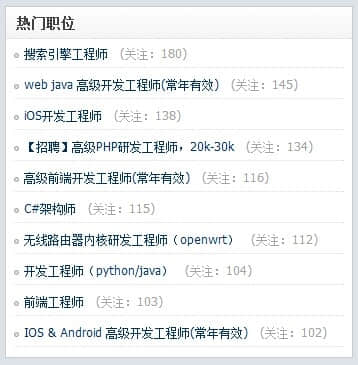 热门职位
搜索引擎工程师 (关注：180)
web java 高级开发工程师(常年有效) (关注：145)
iOS开发工程师 (关注：138)
【招聘】高级PHP研发工程师，20k-30k (关注：134)
高级前端开发工程师(常年有效) (关注：116)
C#架构师 (关注：115)
无线路由器内核研发工程师（openwrt） (关注：112)
开发工程师（python/java） (关注：104)
前端工程师 (关注：103)
IOS & Android 高级开发工程师(常年有效) (关注：102)